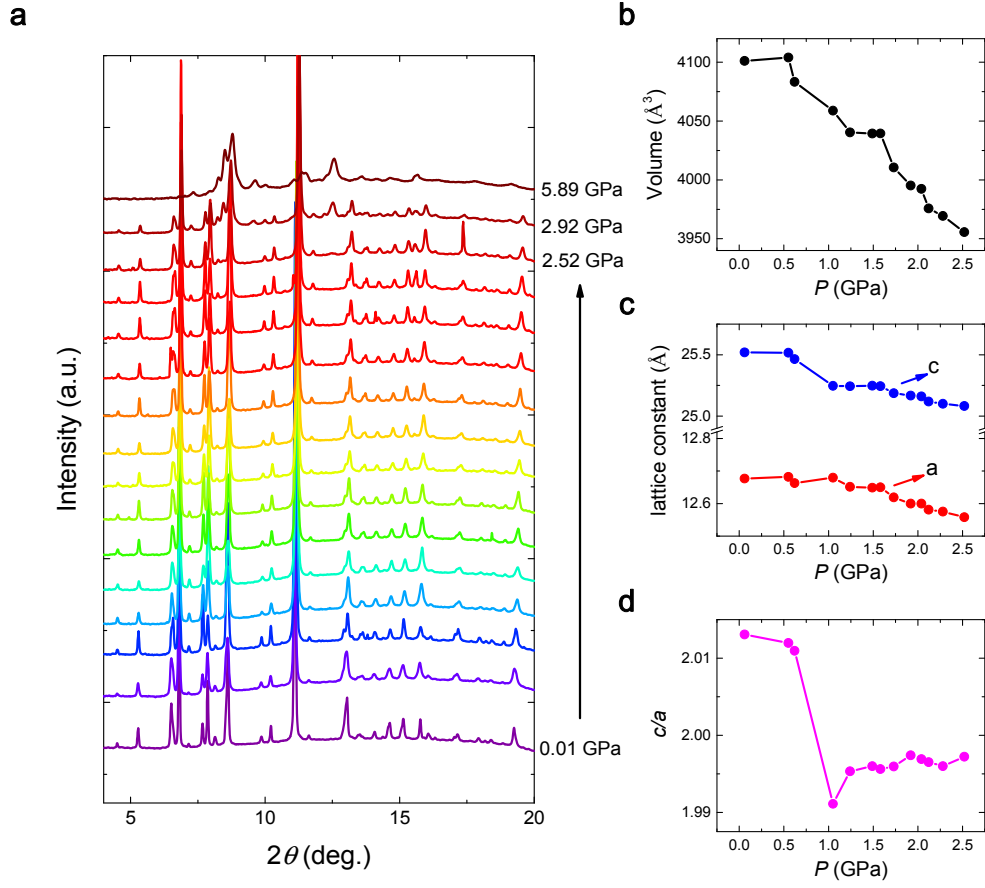 a
Intensity (a.u.)
5.89 GPa
2.92 GPa
2.52 GPa
0.01 GPa
5 10 15 20
2θ (deg.)
b
Volume (Å³)
4100
4050
4000
3950
0.0 0.5 1.0 1.5 2.0 2.5
P (GPa)
c
lattice constant (Å)
25.5
25.0
12.8
12.6
c
a
0.0 0.5 1.0 1.5 2.0 2.5
P (GPa)
d
c/a
2.01
2.00
1.99
0.0 0.5 1.0 1.5 2.0 2.5
P (GPa)